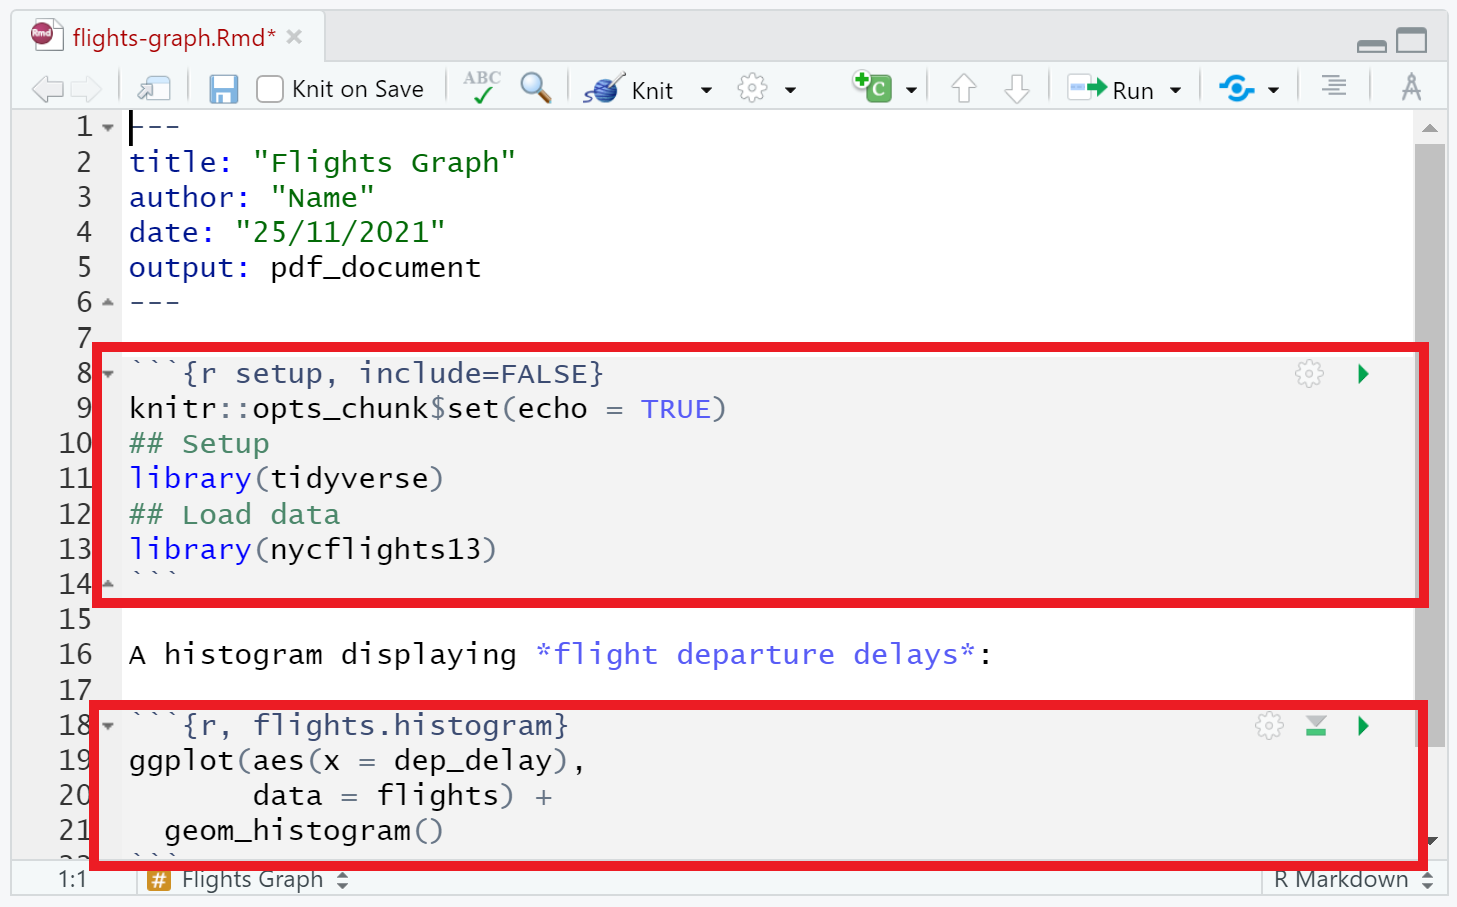 Rmd flights-graph.Rmd*
Knit on Save ABC Knit C Run
1 ---
2 title: "Flights Graph"
3 author: "Name"
4 date: "25/11/2021"
5 output: pdf_document
6 ---
7
8 ```{r setup, include=FALSE}
9 knitr::opts_chunk$set(echo = TRUE)
10 ## Setup
11 library(tidyverse)
12 ## Load data
13 library(nycflights13)
14 ```
15
16 A histogram displaying *flight departure delays*:
17
18 ```{r, flights.histogram}
19 ggplot(aes(x = dep_delay),
20 data = flights) +
21 geom_histogram()
22 ```
1:1 # Flights Graph R Markdown